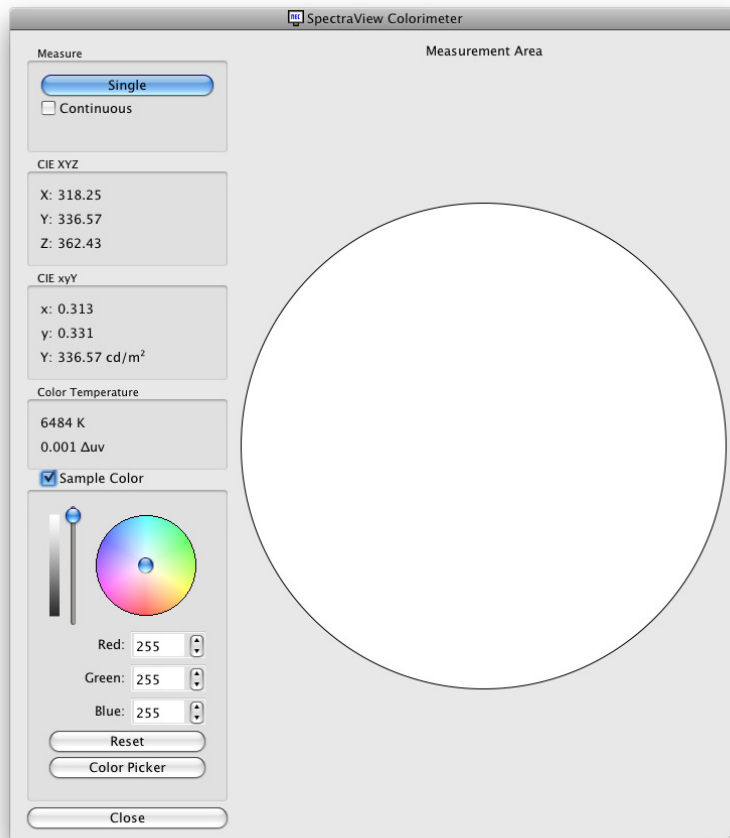 NEC SpectraView Colorimeter
Measure
Single
Continuous
CIE XYZ
X: 318.25
Y: 336.57
Z: 362.43
CIE xyY
x: 0.313
y: 0.331
Y: 336.57 cd/m²
Color Temperature
6484 K
0.001 Δuv
Sample Color
Red: 255
Green: 255
Blue: 255
Reset
Color Picker
Close
Measurement Area